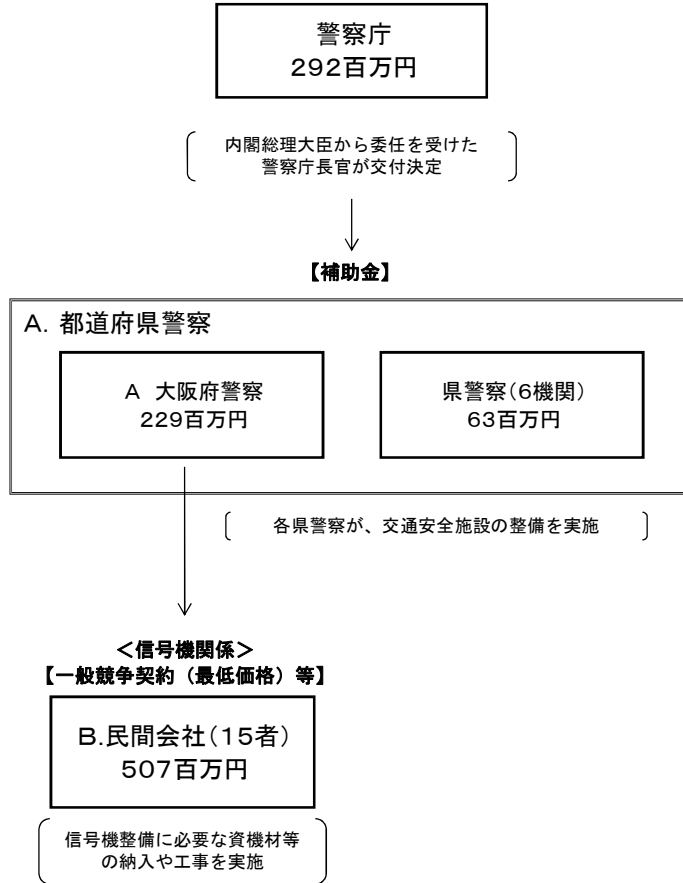 警察庁
292百万円
内閣総理大臣から委任を受けた
警察庁長官が交付決定
【補助金】
A. 都道府県警察
A 大阪府警察
229百万円
県警察(6機関)
63百万円
各県警察が、交通安全施設の整備を実施
＜信号機関係＞
【一般競争契約（最低価格）等】
B.民間会社(15者)
507百万円
信号機整備に必要な資機材等
の納入や工事を実施